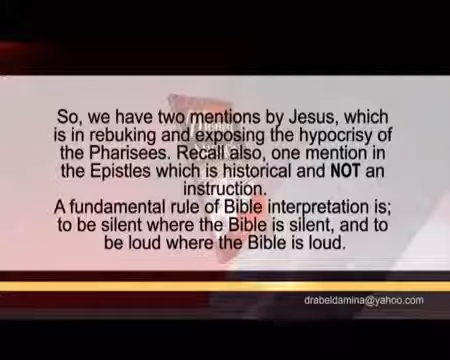 So, we have two mentions by Jesus, which
is in rebuking and exposing the hypocrisy of
the Pharisees. Recall also, one mention in
the Epistles which is historical and NOT an
instruction.
A fundamental rule of Bible interpretation is;
to be silent where the Bible is silent, and to
be loud where the Bible is loud.
drabeldamina@yahoo.com